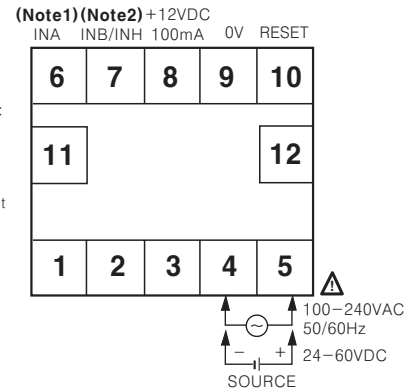 (Note1) (Note2) +12VDC
INA INB/INH 100mA 0V RESET
6 7 8 9 10
:
11 12
t
1 2 3 4 5
100-240VAC
50/60Hz
- + 24-60VDC
SOURCE